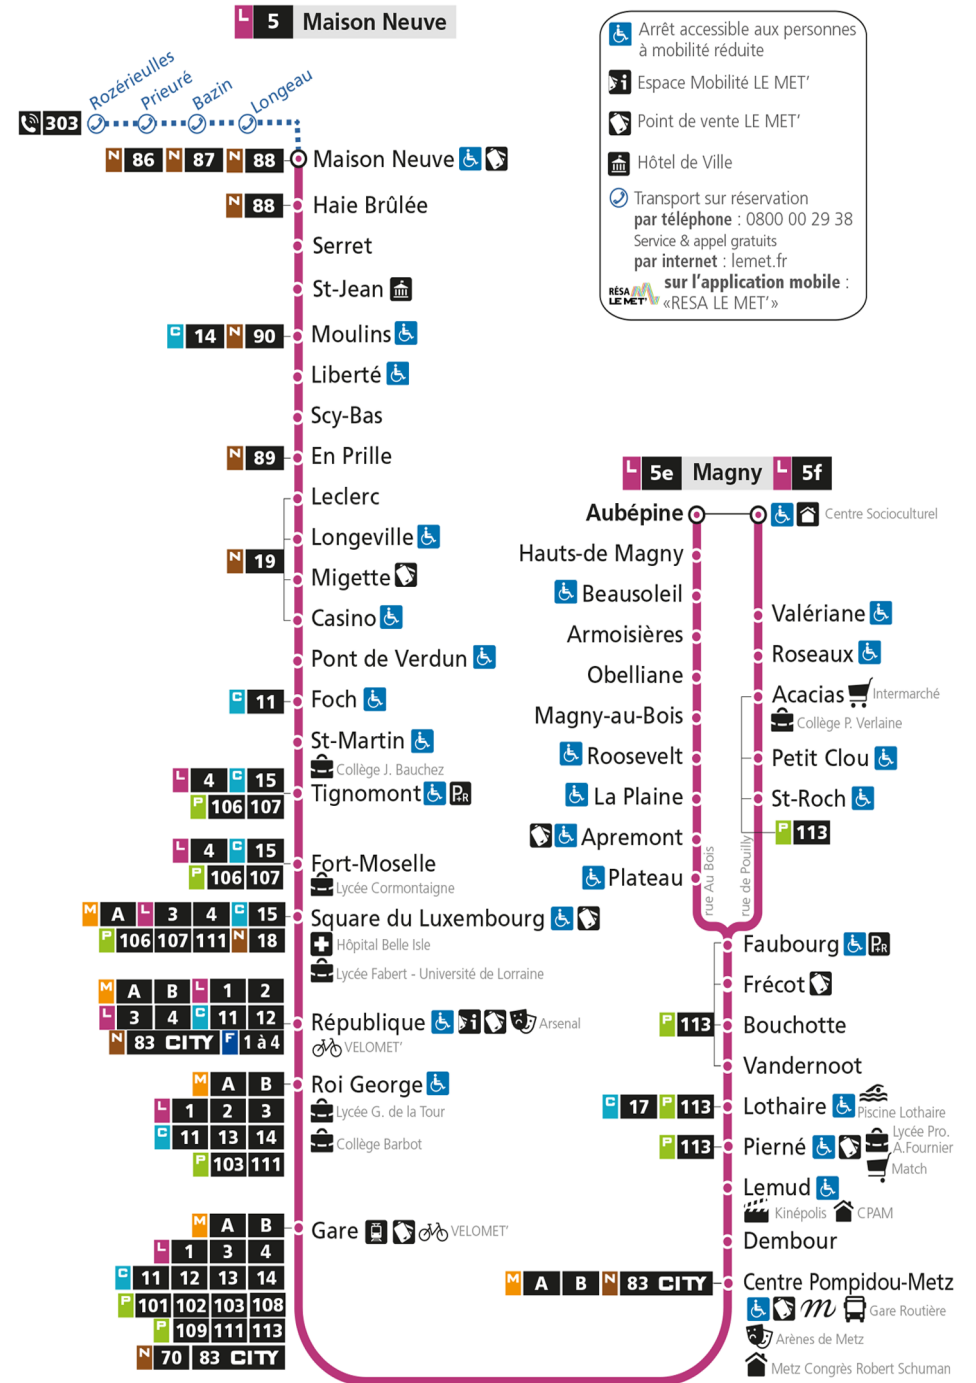 L 5 Maison Neuve
Rozérieulles
Prieuré
Bazin
Longeau
303
N 86 N 87 N 88 Maison Neuve
N 88 Haie Brûlée
Serret
St-Jean
C 14 N 90 Moulins
Liberté
Scy-Bas
N 89 En Prille
Leclerc
Longeville
N 19
Migette
Casino
Pont de Verdun
C 11 Foch
St-Martin
Collège J. Bauchez
L 4 C 15
P 106 107
Tignomont P+R
L 4 C 15
P 106 107
Fort-Moselle
Lycée Cormontaigne
M A L 3 4 C 15
P 106 107 111 N 18
Square du Luxembourg
Hôpital Belle Isle
Lycée Fabert - Université de Lorraine
M A B L 1 2
L 3 4 C 11 12
N 83 CITY F 1 à 4
République i Arsenal
VELOMET’
M A B
L 1 2 3
C 11 13 14
P 103 111
Roi George
Lycée G. de la Tour
Collège Barbot
M A B
L 1 3 4
C 11 12 13 14
P 101 102 103 108
P 109 111 113
N 70 83 CITY
Gare VELOMET’
Arrêt accessible aux personnes
à mobilité réduite
i Espace Mobilité LE MET’
Point de vente LE MET’
Hôtel de Ville
Transport sur réservation
par téléphone : 0800 00 29 38
Service & appel gratuits
par internet : lemet.fr
RÉSA
LE MET’
sur l’application mobile :
«RESA LE MET’»
L 5e Magny L 5f
Aubépine
Centre Socioculturel
Hauts-de Magny
Beausoleil
Armoisières
Obelliane
Magny-au-Bois
Roosevelt
La Plaine
Apremont
Plateau
rue Au Bois
Valériane
Roseaux
Acacias Intermarché
Collège P. Verlaine
Petit Clou
St-Roch
P 113
rue de Pouilly
Faubourg P+R
Frécot
P 113 Bouchotte
Vandernoot
C 17 P 113 Lothaire
Piscine Lothaire
P 113 Pierné
Lycée Pro.
A.Fournier
Match
Lemud
Kinépolis CPAM
Dembour
M A B N 83 CITY Centre Pompidou-Metz
m Gare Routière
Arènes de Metz
Metz Congrès Robert Schuman